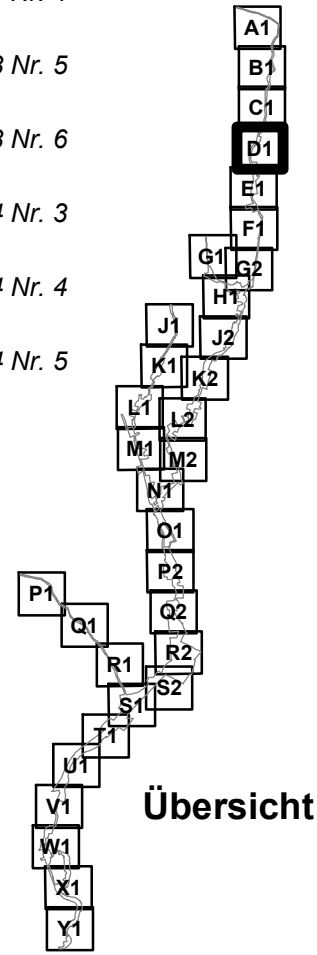 Nr. 5
Nr. 6
Nr. 3
Nr. 4
Nr. 5
A1
B1
C1
D1
E1
F1
G1
G2
H1
J1
J2
K1
K2
L1
L2
M1
M2
N1
O1
P2
P1
Q2
Q1
R2
R1
S2
S1
T1
U1
V1
Übersicht
W1
X1
Y1